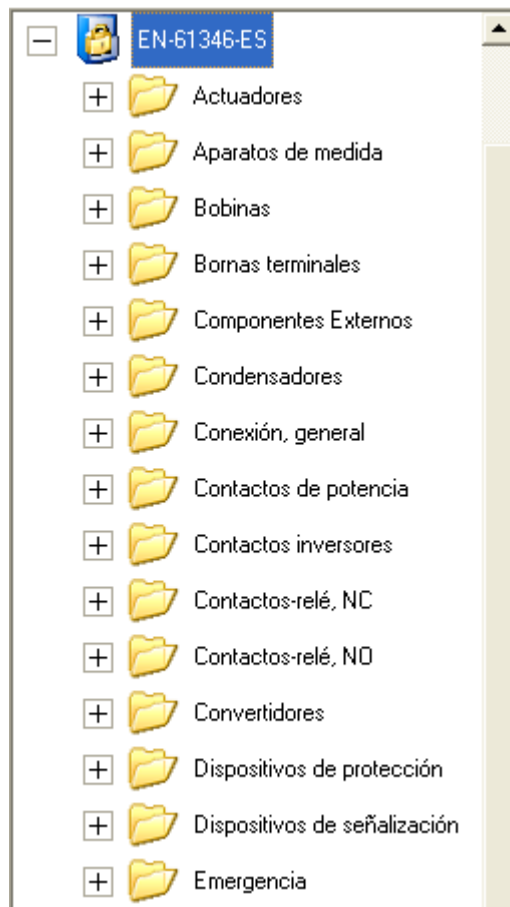 EN-61346-ES
Actuadores
Aparatos de medida
Bobinas
Bornas terminales
Componentes Externos
Condensadores
Conexión, general
Contactos de potencia
Contactos inversores
Contactos-relé, NC
Contactos-relé, NO
Convertidores
Dispositivos de protección
Dispositivos de señalización
Emergencia